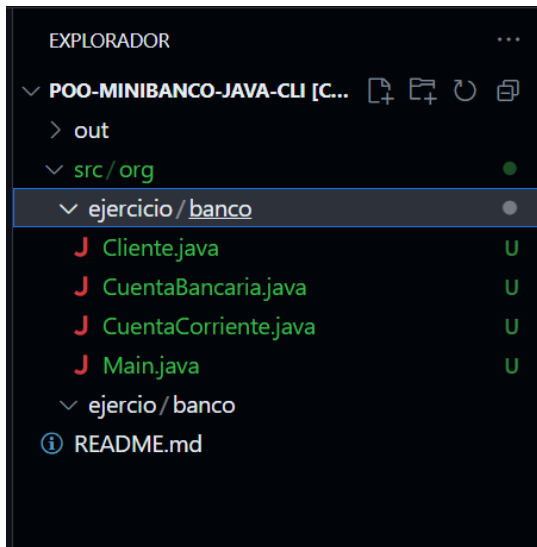 EXPLORADOR
POO-MINIBANCO-JAVA-CLI [C...
out
src/org
ejercicio/banco
Cliente.java U
CuentaBancaria.java U
CuentaCorriente.java U
Main.java U
ejercio/banco
README.md